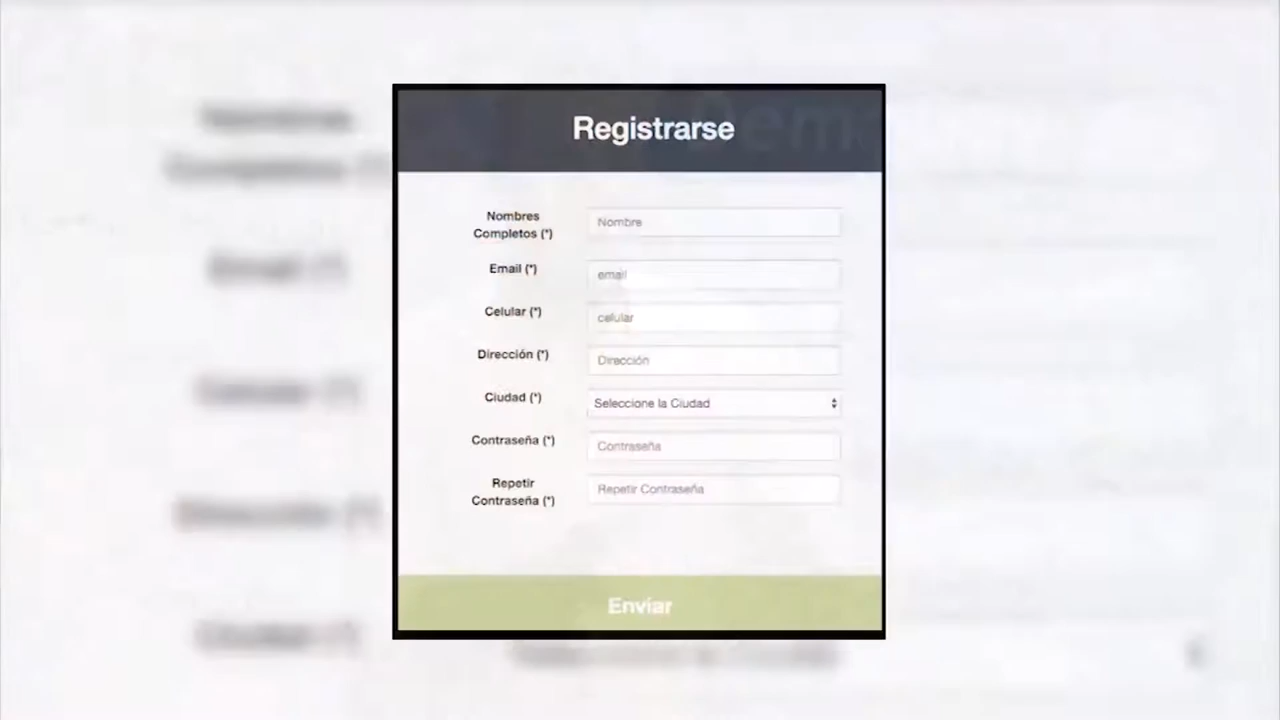 Registrarse
Nombres
Completos (*)
Nombre
Email (*)
email
Celular (*)
celular
Dirección (*)
Dirección
Ciudad (*)
Seleccione la Ciudad
Contraseña (*)
Contraseña
Repetir
Contraseña (*)
Repetir Contraseña
Enviar